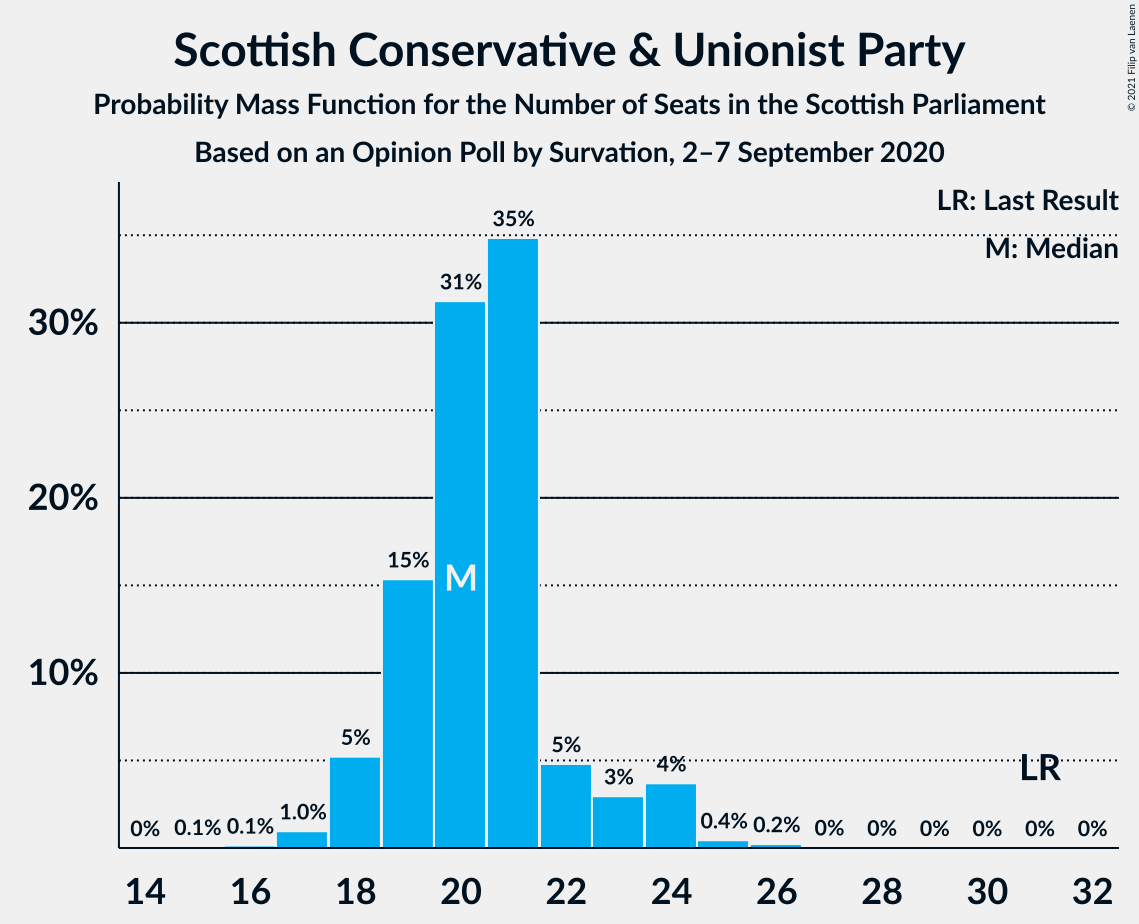 Scottish Conservative & Unionist Party
Probability Mass Function for the Number of Seats in the Scottish Parliament
Based on an Opinion Poll by Survation, 2–7 September 2020
© 2021 Filip van Laenen
LR: Last Result
M: Median
35%
31%
30%
20%
15%
M
10%
5%
5%
4%
3%
LR
0%
0.1%
0.1%
1.0%
0.4%
0.2%
0%
0%
0%
0%
0%
0%
14 16 18 20 22 24 26 28 30 32